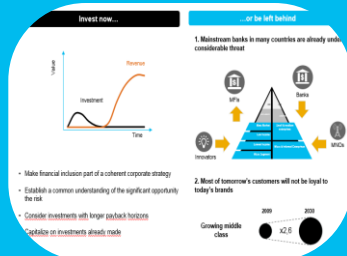 Invest now…
Value
Revenue
Investment
Time
• Make financial inclusion part of a coherent corporate strategy
• Establish a common understanding of the significant opportunity
the risk
• Consider investments with longer payback horizons
Capitalize on investments already made
…or be left behind
1. Mainstream banks in many countries are already unde
considerable threat
MFIs
Banks
Innovators
MNOs
2. Most of tomorrow's customers will not be loyal to
today's brands
2009
2030
Growing middle
class
x2,6